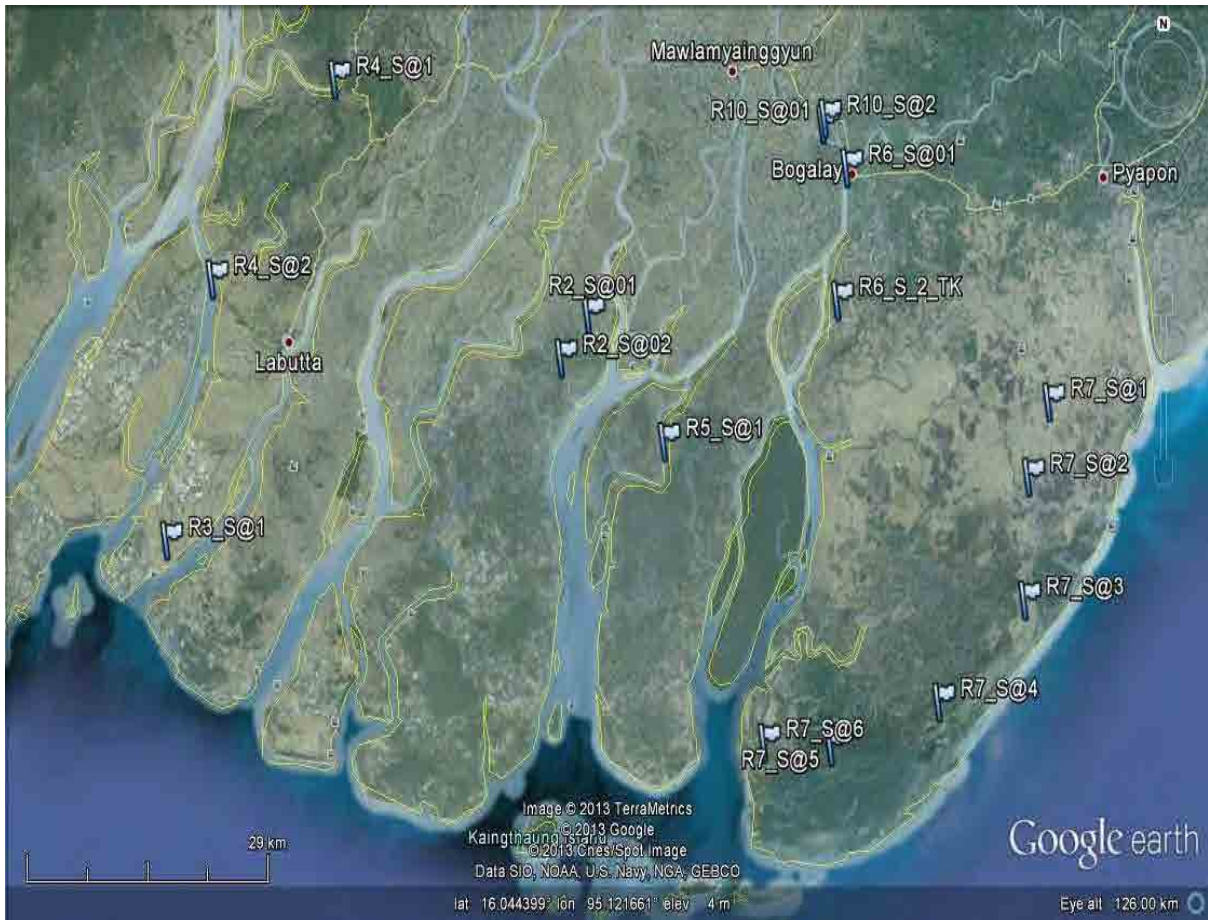 N
Mawlamyainggyun
R4_S@1
R10_S@01
R10_S@2
Bogalay
R6_S@01
Pyapon
R4_S@2
R2_S@01
R6_S_2_TK
R2_S@02
Labutta
R7_S@1
R5_S@1
R7_S@2
R3_S@1
R7_S@3
R7_S@4
R7_S@6
R7_S@5
Image © 2013 TerraMetrics
© 2013 Google
Kaingthaung Island
© 2013 Cnes/Spot Image
Data SIO, NOAA, U.S. Navy, NGA, GEBCO
29 km
Google earth
lat 16.044399° lon 95.121661° elev 4 m
Eye alt 126.00 km